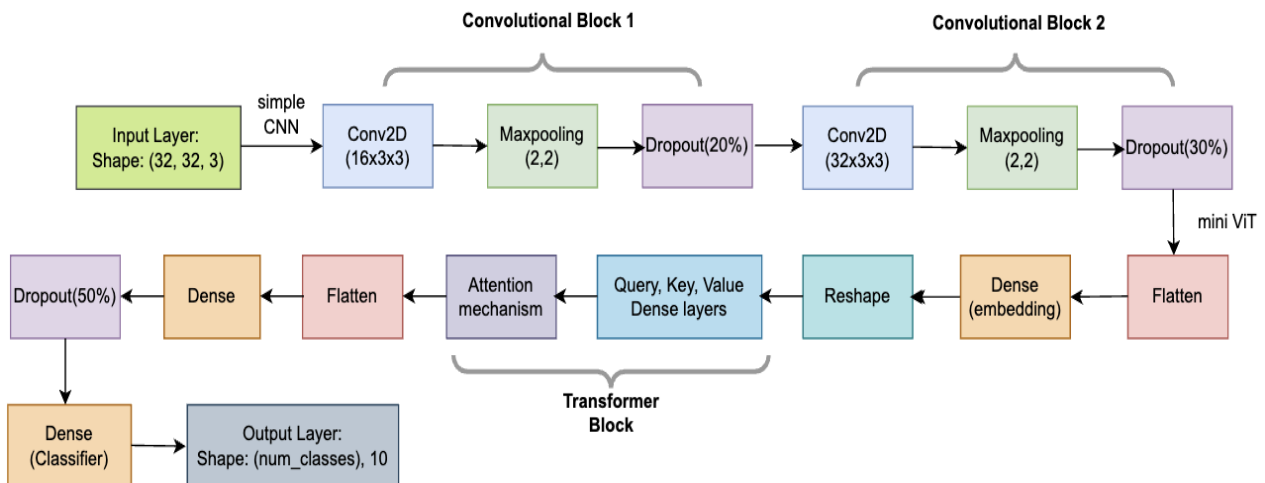 Convolutional Block 1
Convolutional Block 2
simple
CNN
Input Layer:
Shape: (32, 32, 3)
Conv2D
(16x3x3)
Maxpooling
(2,2)
Dropout(20%)
Conv2D
(32x3x3)
Maxpooling
(2,2)
Dropout(30%)
mini ViT
Flatten
Dense
(embedding)
Reshape
Query, Key, Value
Dense layers
Attention
mechanism
Flatten
Dense
Dropout(50%)
Transformer
Block
Dense
(Classifier)
Output Layer:
Shape: (num_classes), 10